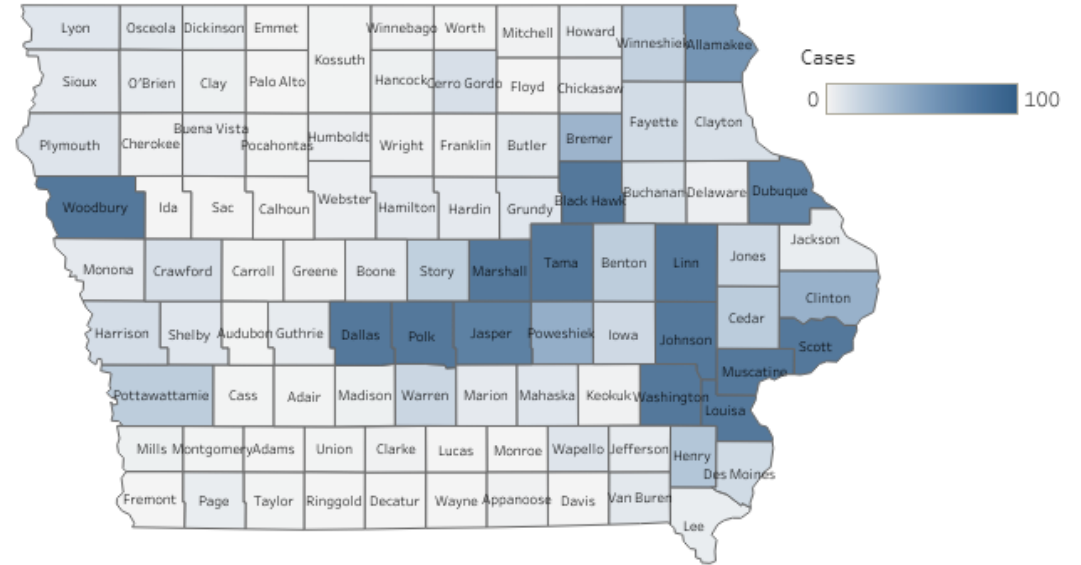 Lyon Osceola Dickinson Emmet Winnebago Worth Mitchell Howard Winneshiek Allamakee
Cases
Kossuth
Sioux O'Brien Clay Palo Alto Hancock Cerro Gordo Floyd Chickasaw
0 100
Plymouth Cherokee Buena Vista Pocahontas Humboldt Wright Franklin Butler Bremer Fayette Clayton
Woodbury Ida Sac Calhoun Webster Hamilton Hardin Grundy Black Hawk Buchanan Delaware Dubuque
Jackson
Monona Crawford Carroll Greene Boone Story Marshall Tama Benton Linn Jones
Clinton
Harrison Shelby Audubon Guthrie Dallas Polk Jasper Poweshiek Iowa Johnson Cedar Scott
Muscatine
Pottawattamie Cass Adair Madison Warren Marion Mahaska Keokuk Washington Louisa
Mills Montgomery Adams Union Clarke Lucas Monroe Wapello Jefferson Henry
Des Moines
Fremont Page Taylor Ringgold Decatur Wayne Appanoose Davis Van Buren
Lee